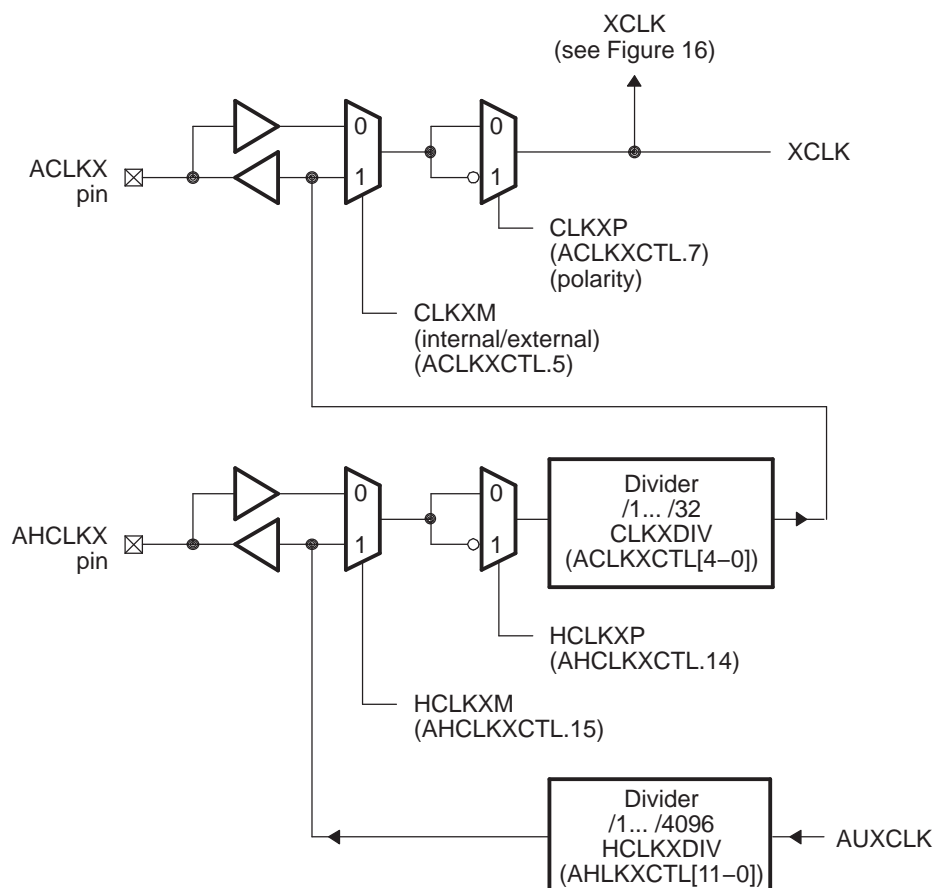 XCLK
(see Figure 16)
0
1
ACLKX
pin
0
1
XCLK
CLKXP
(ACLKXCTL.7)
(polarity)
CLKXM
(internal/external)
(ACLKXCTL.5)
0
1
AHCLKX
pin
0
1
Divider
/1... /32
CLKXDIV
(ACLKXCTL[4−0])
HCLKXP
(AHCLKXCTL.14)
HCLKXM
(AHCLKXCTL.15)
Divider
/1... /4096
HCLKXDIV
(AHLKXCTL[11−0])
AUXCLK